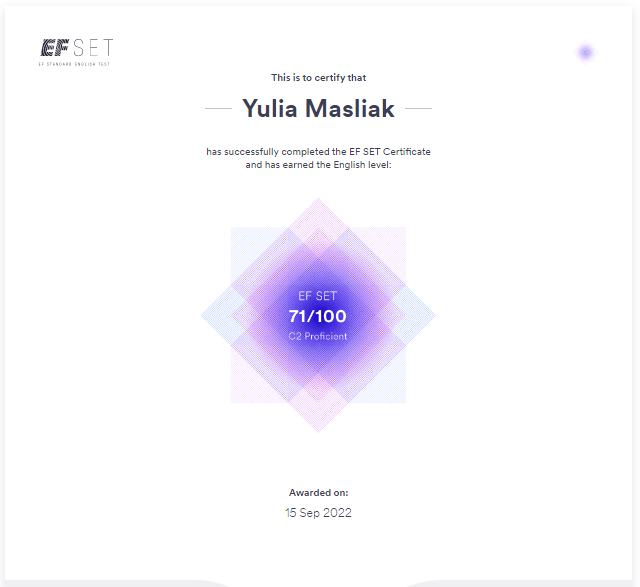 EF SET
EF STANDARD ENGLISH TEST
This is to certify that
Yulia Masliak
has successfully completed the EF SET Certificate
and has earned the English level:
EF SET
71/100
C2 Proficient
Awarded on:
15 Sep 2022